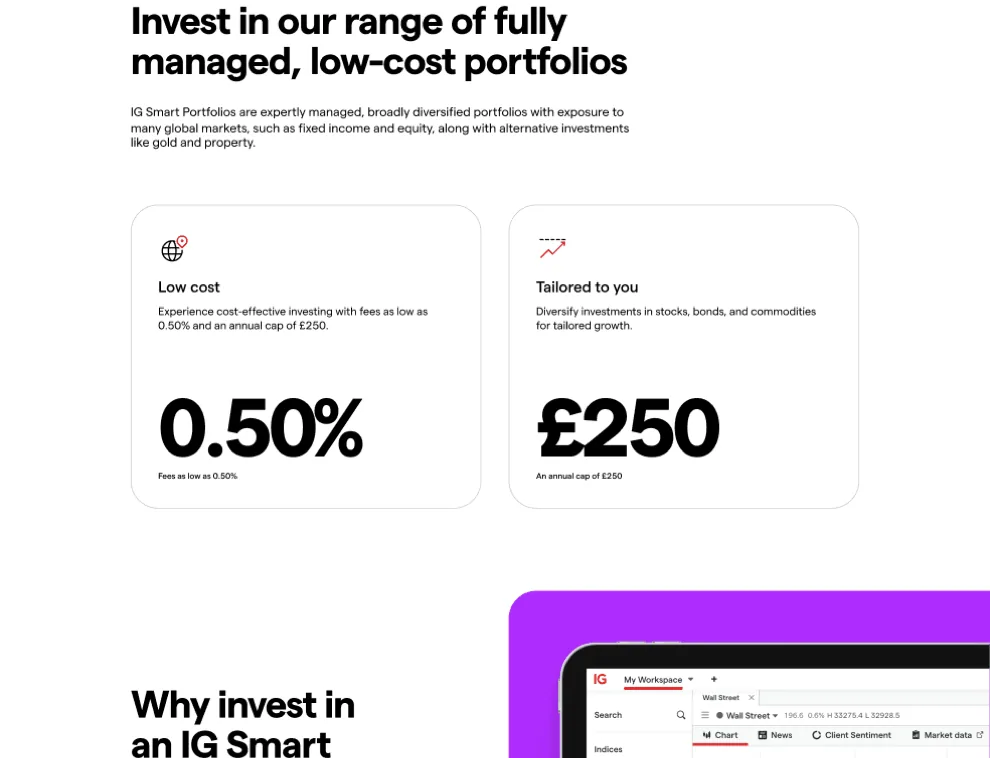 Invest in our range of fully
managed, low-cost portfolios
IG Smart Portfolios are expertly managed, broadly diversified portfolios with exposure to
many global markets, such as fixed income and equity, along with alternative investments
like gold and property.
Low cost
Experience cost-effective investing with fees as low as
0.50% and an annual cap of £250.
0.50%
Fees as low as 0.50%
Tailored to you
Diversify investments in stocks, bonds, and commodities
for tailored growth.
£250
An annual cap of £250
Why invest in
an IG Smart
IG My Workspace +
Wall Street
Search
Wall Street 196.6 0.6% H 33275.4 L 32928.5
Chart News Client Sentiment Market data
Indices